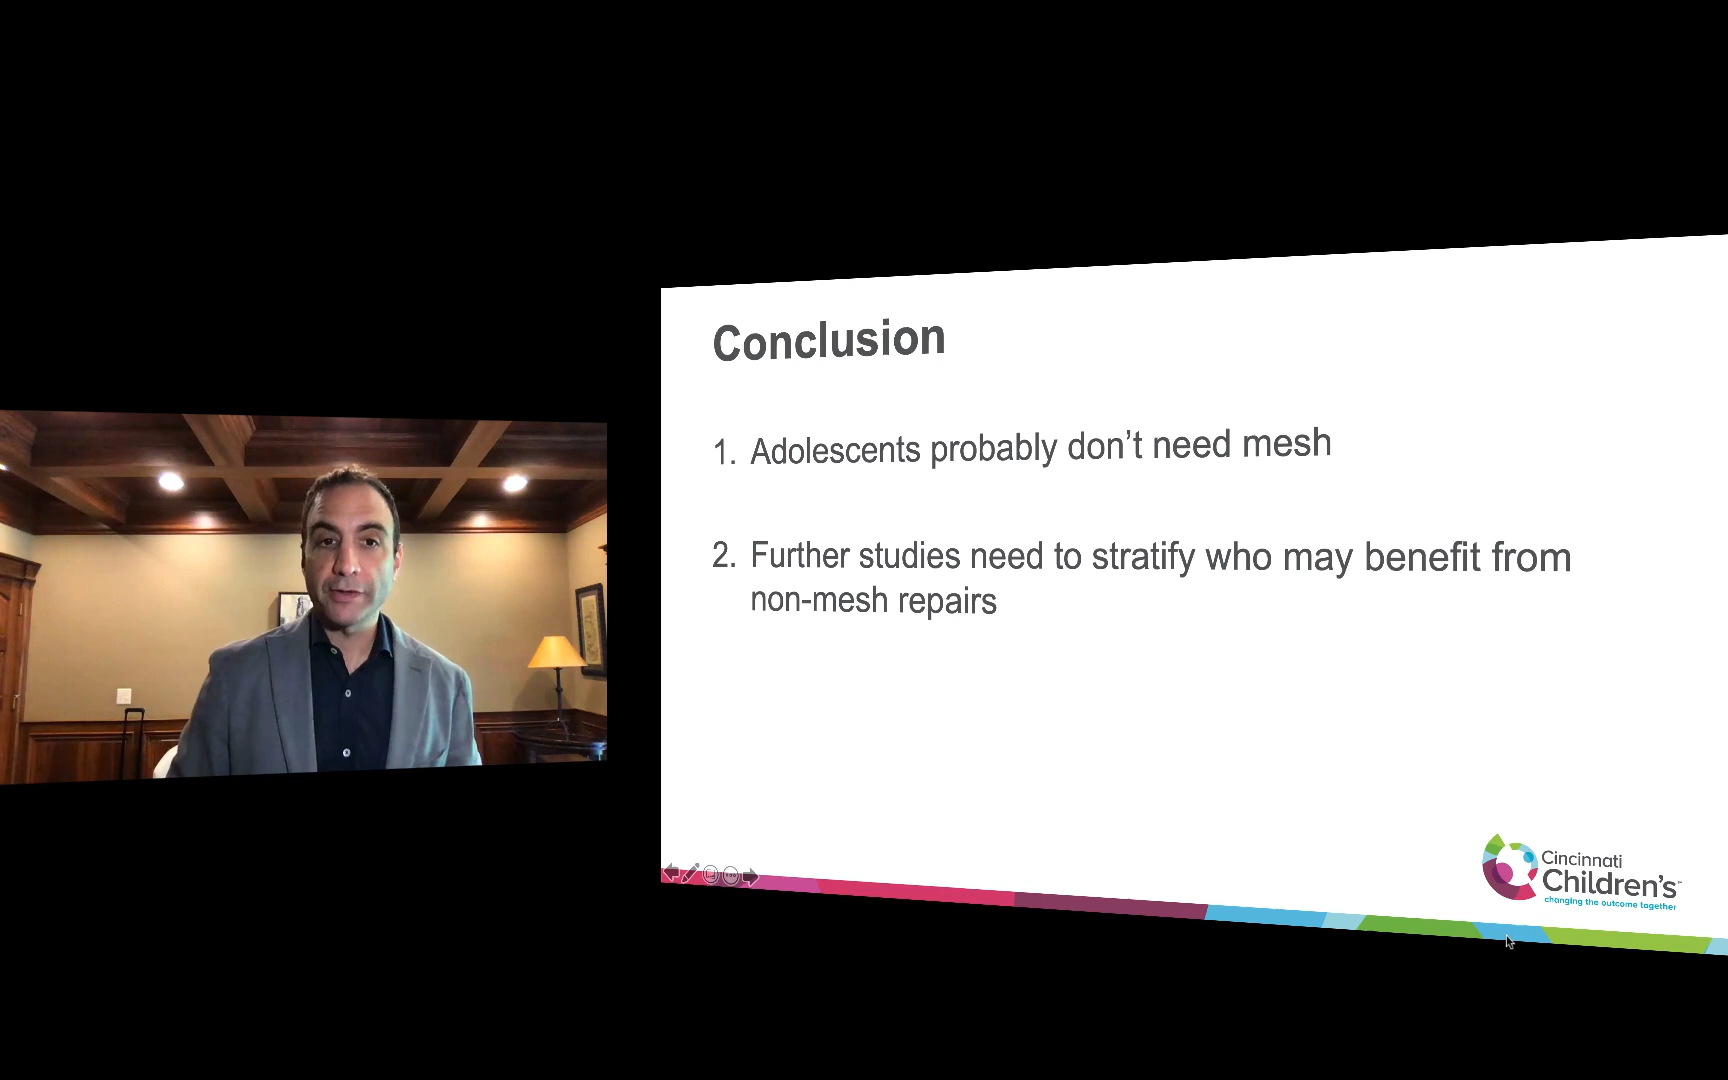 Conclusion
1. Adolescents probably don’t need mesh
2. Further studies need to stratify who may benefit from
non-mesh repairs
Cincinnati
Children's™
changing the outcome together